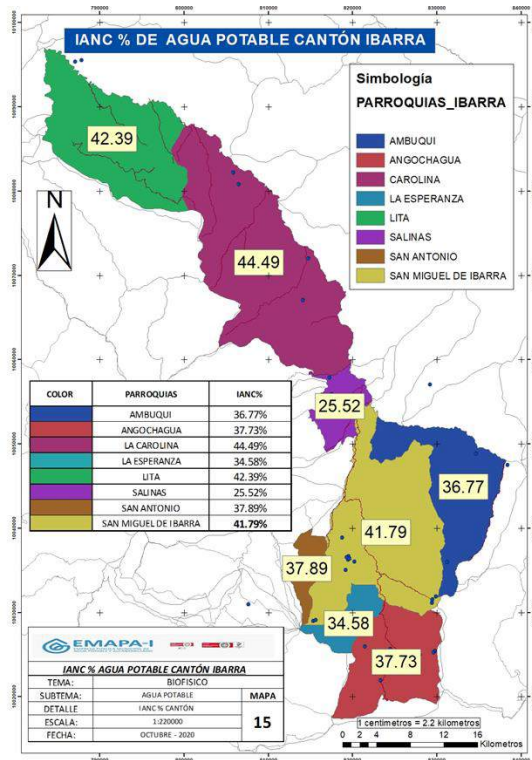 IANC % DE AGUA POTABLE CANTÓN IBARRA
Simbología
PARROQUIAS_IBARRA
AMBUQUI
ANGOCHAGUA
CAROLINA
LA ESPERANZA
LITA
SALINAS
SAN ANTONIO
SAN MIGUEL DE IBARRA
42.39
N
44.49
25.52
36.77
41.79
37.89
34.58
37.73
COLOR PARROQUIAS IANC%
AMBUQUI 36.77%
ANGOCHAGUA 37.73%
LA CAROLINA 44.49%
LA ESPERANZA 34.58%
LITA 42.39%
SALINAS 25.52%
SAN ANTONIO 37.89%
SAN MIGUEL DE IBARRA 41.79%
EMAPA-I
IANC % AGUA POTABLE CANTÓN IBARRA
TEMA: BIOFISICO
SUBTEMA: AGUA POTABLE MAPA
DETALLE IANC % CANTÓN 15
ESCALA: 1:220000
FECHA: OCTUBRE - 2020
1 centimetros = 2.2 kilometros
0 2 4 8 12 16
Kilometros